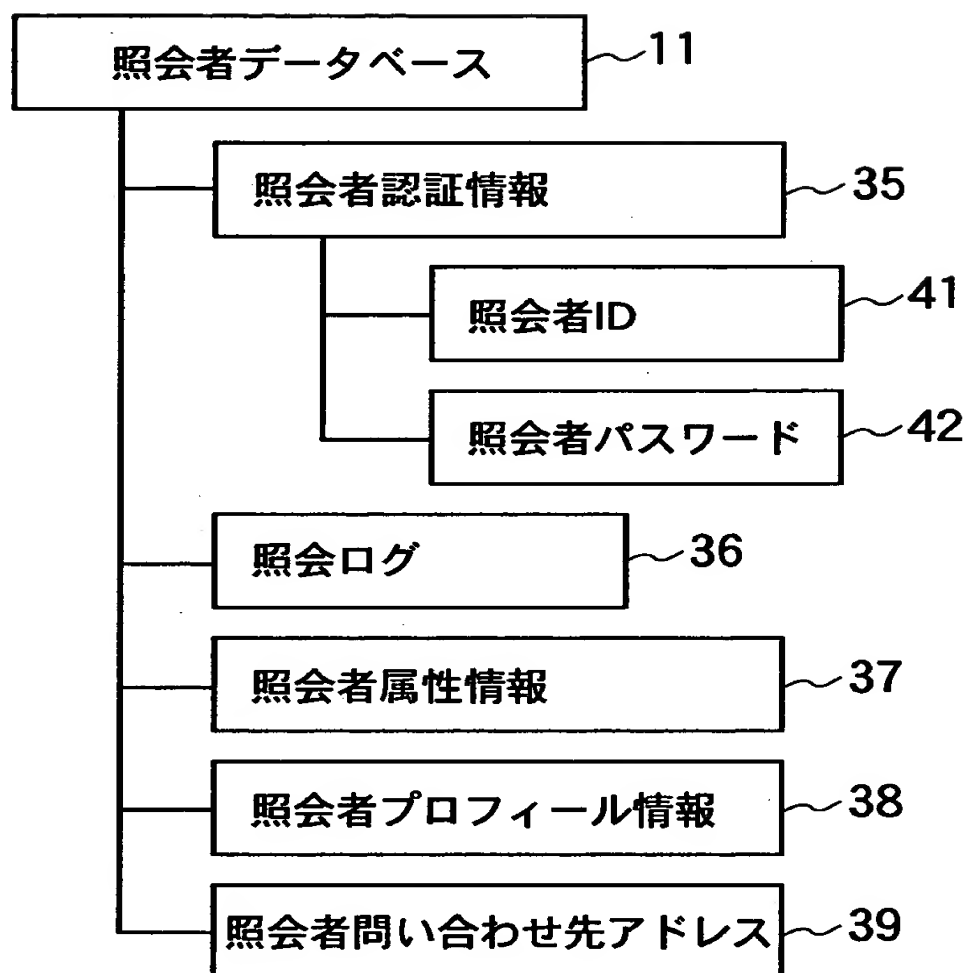 照会者データベース 11
照会者認証情報 35
照会者ID 41
照会者パスワード 42
照会ログ 36
照会者属性情報 37
照会者プロフィール情報 38
照会者問い合わせ先アドレス 39